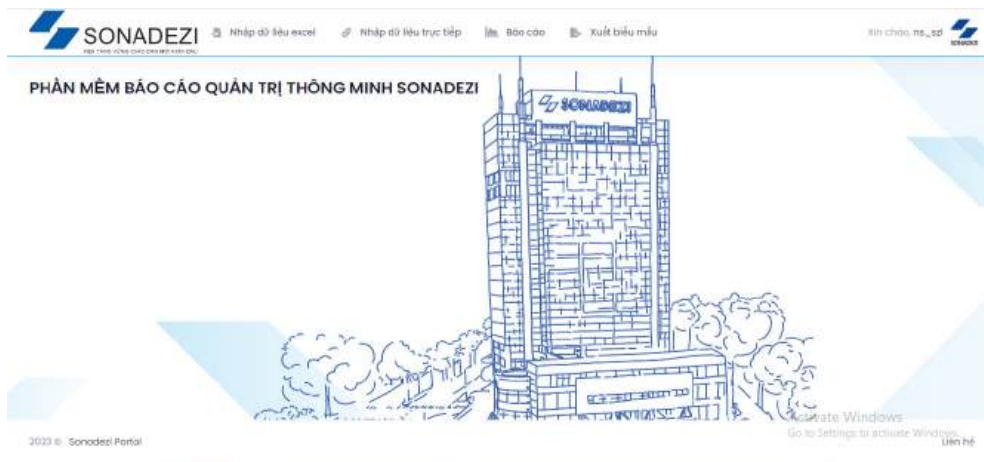 SONADEZI
Nhập dữ liệu excel
Nhập dữ liệu trực tiếp
Báo cáo
Xuất biểu mẫu
Xin chào, ns_szl
SONADEZI
PHẦN MỀM BÁO CÁO QUẢN TRỊ THÔNG MINH SONADEZI
SONADEZI
Activate Windows
Go to Settings to activate Windows.
2023 © Sonadezi Portal
Liên hệ